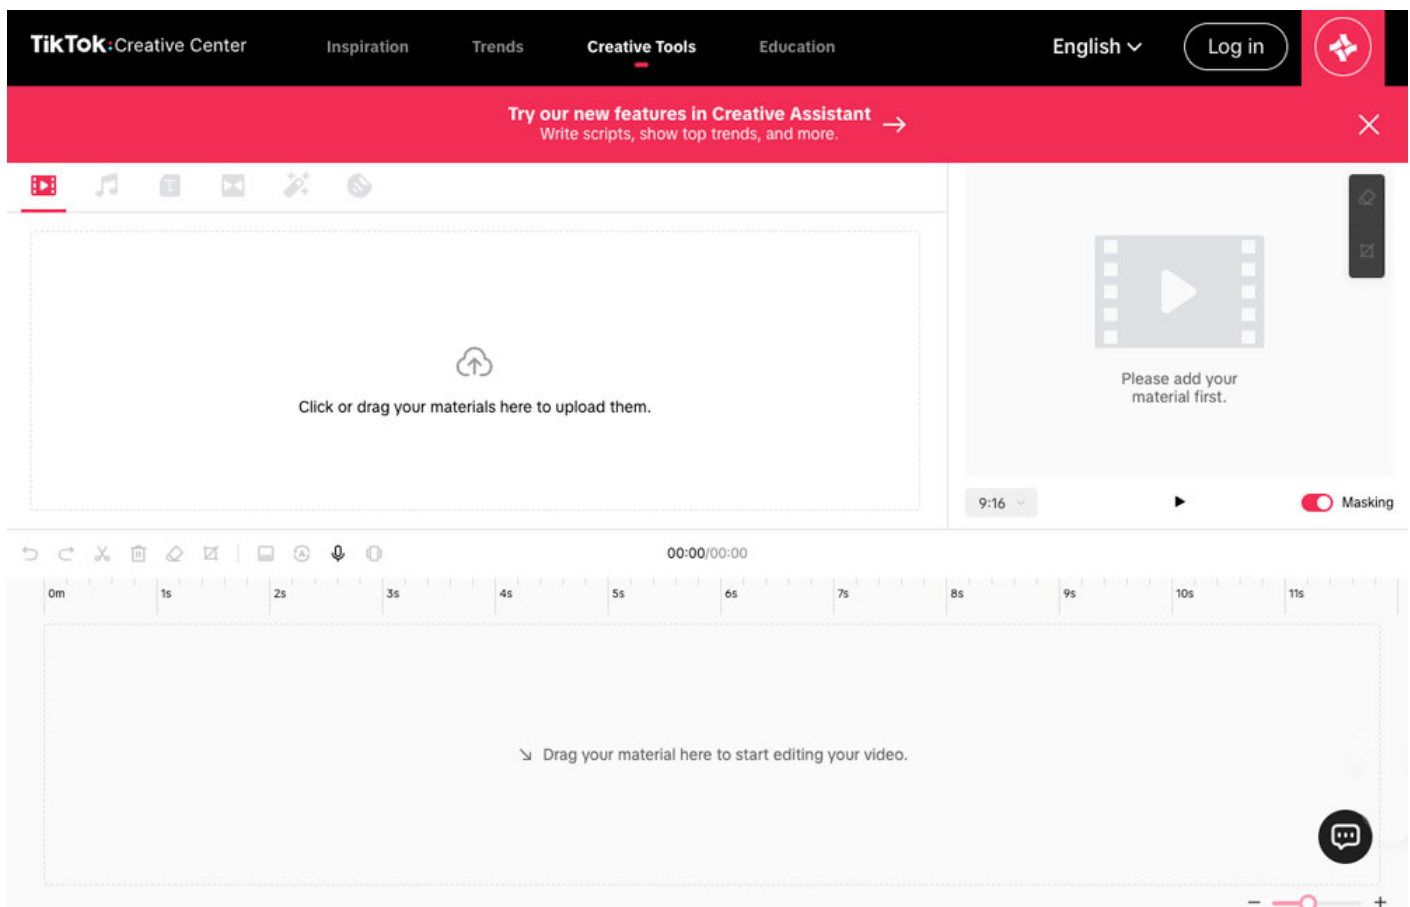 TikTok:Creative Center
Inspiration
Trends
Creative Tools
Education
English
Log in
Try our new features in Creative Assistant
Write scripts, show top trends, and more.
Click or drag your materials here to upload them.
Please add your
material first.
9:16
Masking
00:00/00:00
0m 1s 2s 3s 4s 5s 6s 7s 8s 9s 10s 11s
Drag your material here to start editing your video.